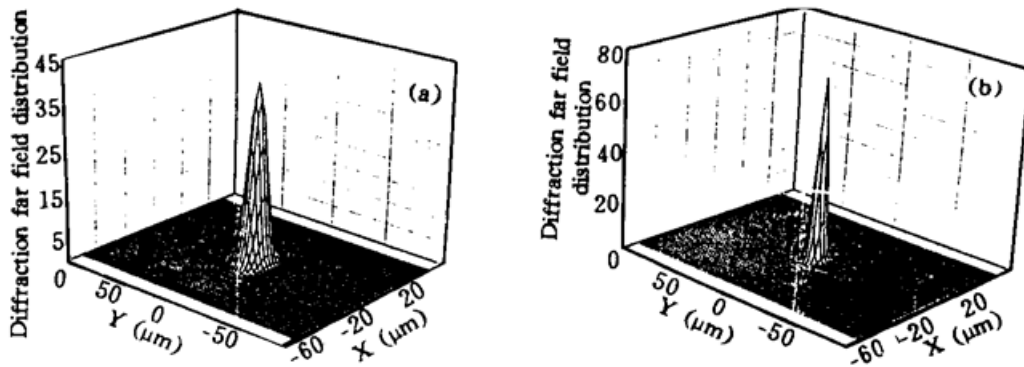 Diffraction far field distribution
45
35
25
15
5
0
50
0
-50
Y (μm)
-60
-20
20
X (μm)
(a)
Diffraction far field
distribution
80
60
40
20
0
50
0
-50
Y (μm)
-60
-20
20
X (μm)
(b)